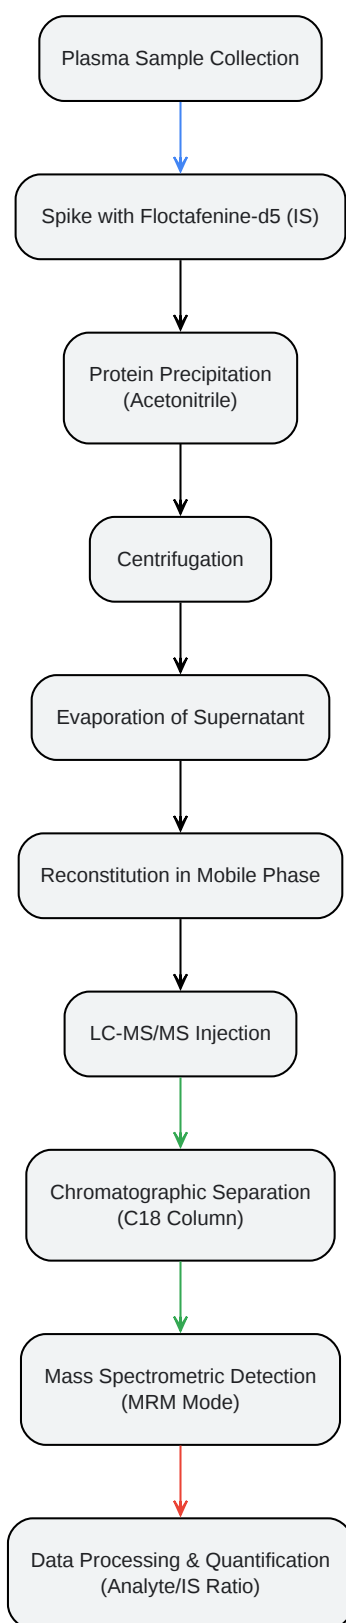 Plasma Sample Collection
Spike with Floctafenine-d5 (IS)
Protein Precipitation
(Acetonitrile)
Centrifugation
Evaporation of Supernatant
Reconstitution in Mobile Phase
LC-MS/MS Injection
Chromatographic Separation
(C18 Column)
Mass Spectrometric Detection
(MRM Mode)
Data Processing & Quantification
(Analyte/IS Ratio)